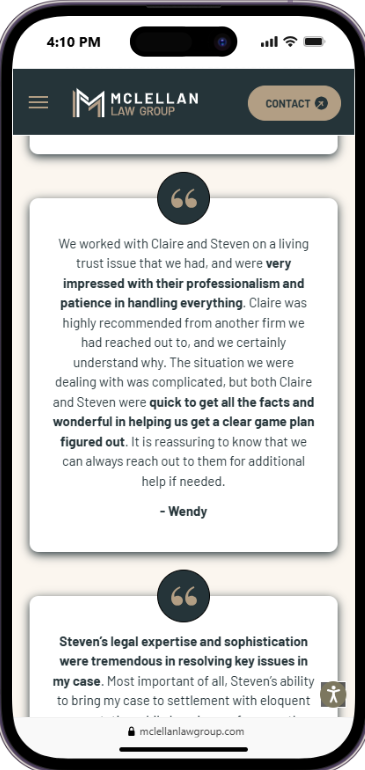 4:10 PM
MCLELLAN
LAW GROUP
CONTACT
We worked with Claire and Steven on a living
trust issue that we had, and were very
impressed with their professionalism and
patience in handling everything. Claire was
highly recommended from another firm we
had reached out to, and we certainly
understand why. The situation we were
dealing with was complicated, but both Claire
and Steven were quick to get all the facts and
wonderful in helping us get a clear game plan
figured out. It is reassuring to know that we
can always reach out to them for additional
help if needed.
- Wendy
Steven’s legal expertise and sophistication
were tremendous in resolving key issues in
my case. Most important of all, Steven’s ability
to bring my case to settlement with eloquent
mclellanlawgroup.com